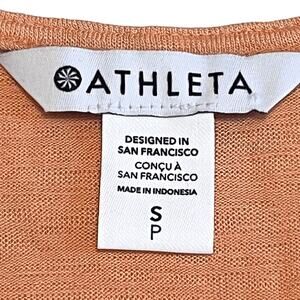 ATHLETA
DESIGNED IN
SAN FRANCISCO
CONÇU À
SAN FRANCISCO
MADE IN INDONESIA
S
P